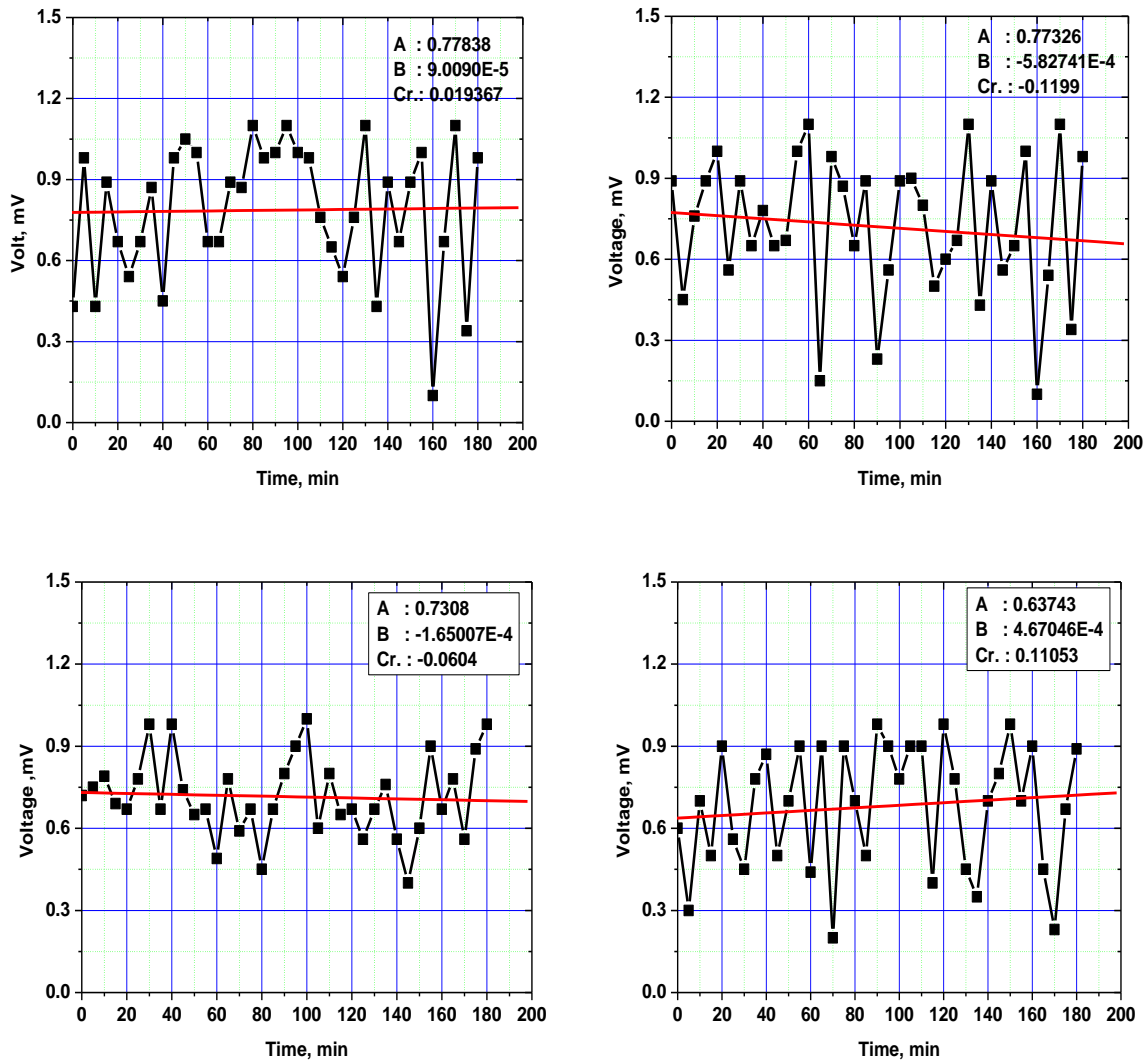 A : 0.77838
B : 9.0090E-5
Cr.: 0.019367
1.5
1.2
0.9
0.6
0.3
0.0
Volt, mV
0 20 40 60 80 100 120 140 160 180 200
Time, min
A : 0.77326
B : -5.82741E-4
Cr. : -0.1199
1.5
1.2
0.9
0.6
0.3
0.0
Voltage, mV
0 20 40 60 80 100 120 140 160 180 200
Time, min
A : 0.7308
B : -1.65007E-4
Cr. : -0.0604
1.5
1.2
0.9
0.6
0.3
0.0
Voltage ,mV
0 20 40 60 80 100 120 140 160 180 200
Time, min
A : 0.63743
B : 4.67046E-4
Cr. : 0.11053
1.5
1.2
0.9
0.6
0.3
0.0
Voltage, mV
0 20 40 60 80 100 120 140 160 180 200
Time, min